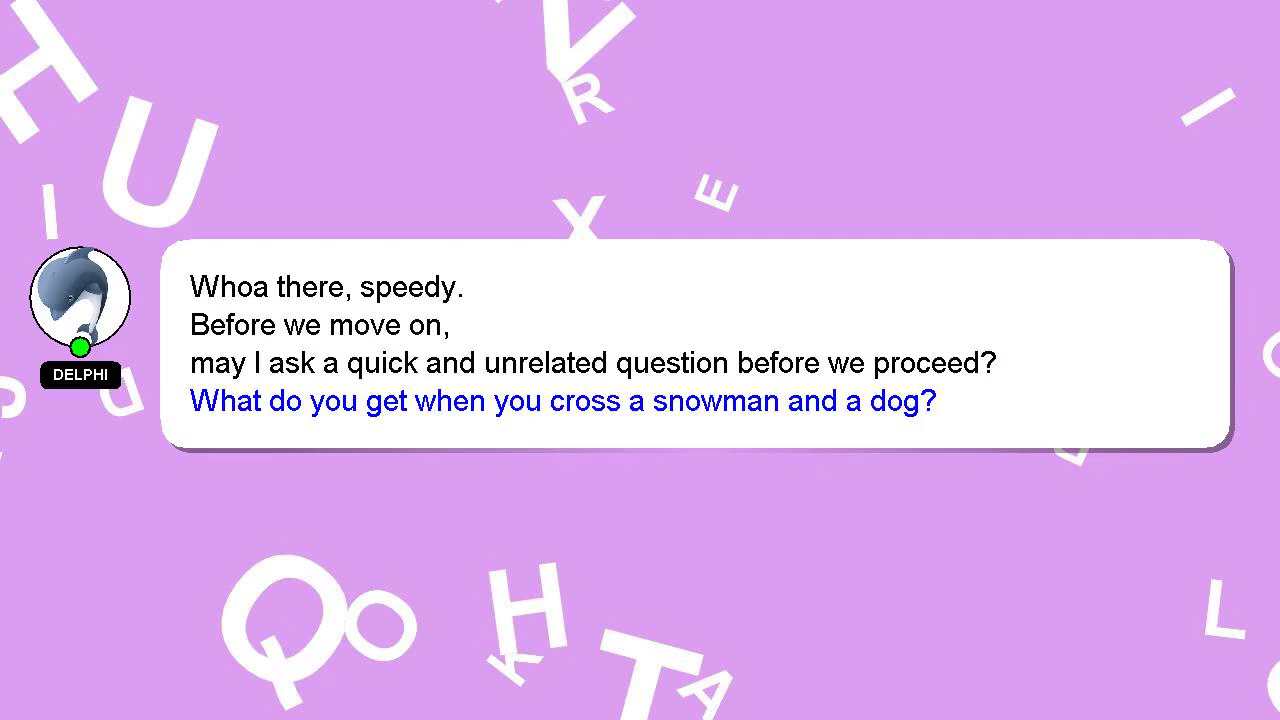 H
U
V
R
I
I
E
X
Whoa there, speedy.
Before we move on,
may I ask a quick and unrelated question before we proceed?
What do you get when you cross a snowman and a dog?
DELPHI
D
Q
O
H
K
T
A
L